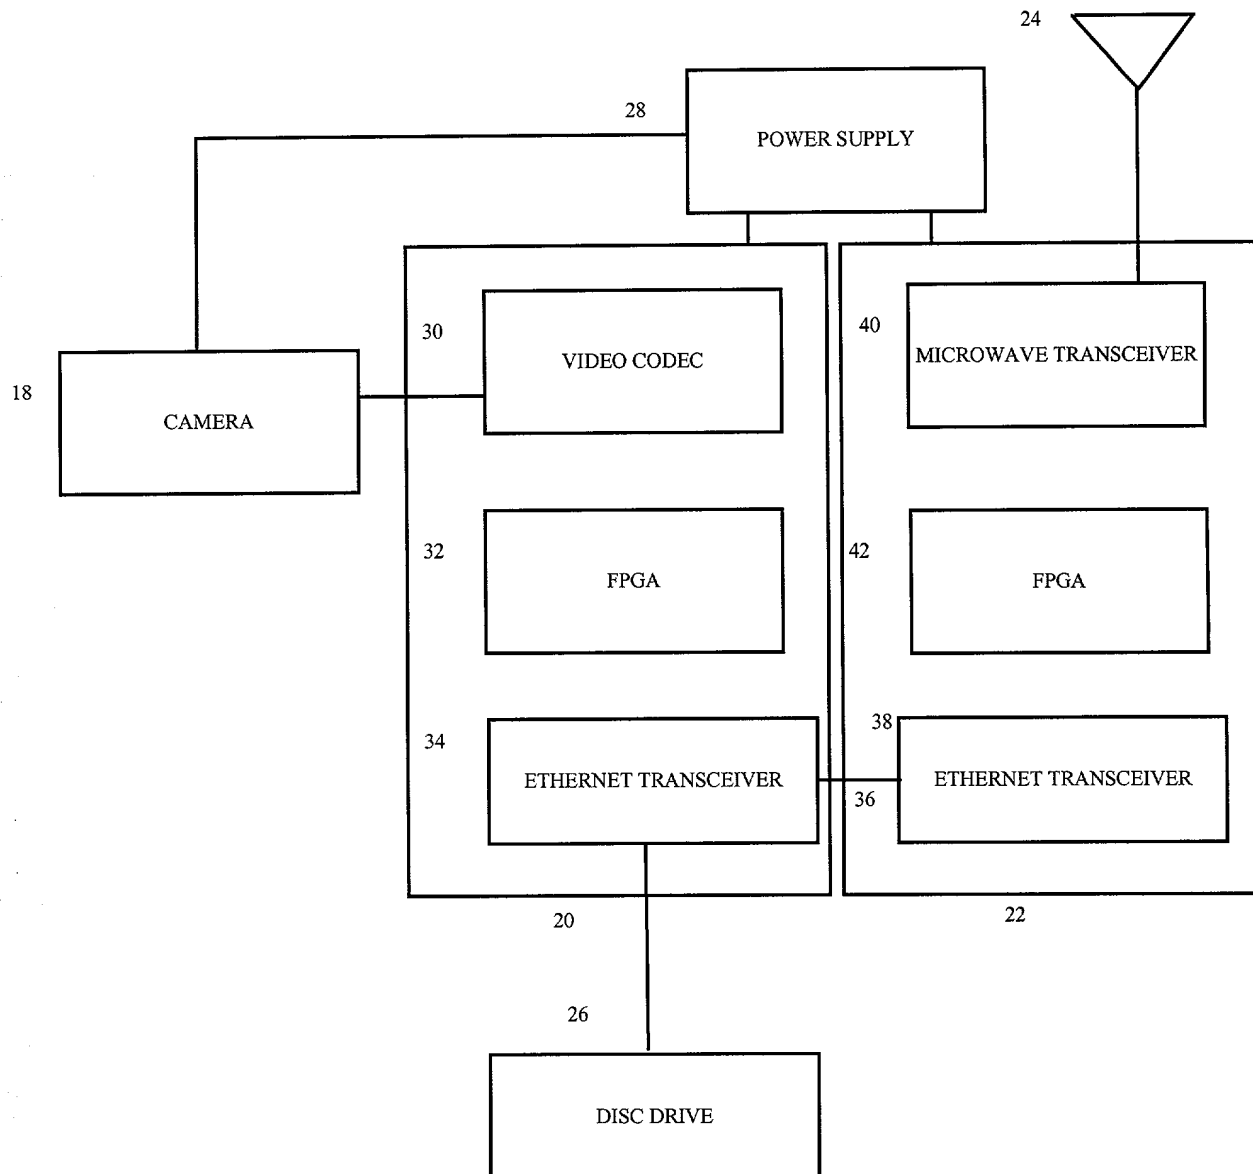 24
28
POWER SUPPLY
30
VIDEO CODEC
40
MICROWAVE TRANSCEIVER
18
CAMERA
32
FPGA
42
FPGA
34
ETHERNET TRANSCEIVER
38
36
ETHERNET TRANSCEIVER
20
22
26
DISC DRIVE